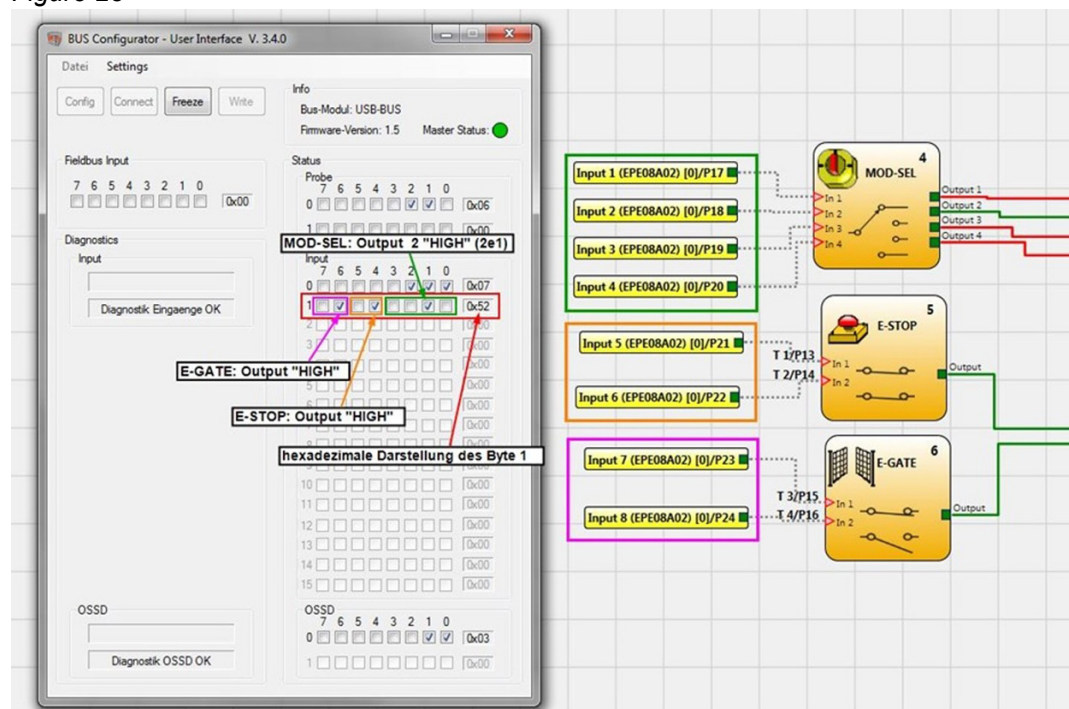 Figure 23
BUS Configurator - User Interface V. 3.4.0
Datei Settings
Config Connect Freeze Write
Info
Bus-Modul: USB-BUS
Firmware-Version: 1.5 Master Status:
Fieldbus Input
7 6 5 4 3 2 1 0
0x00
Diagnostics
Input
Diagnostik Eingaenge OK
Status
Probe
7 6 5 4 3 2 1 0
0 0x06
1 0x00
MOD-SEL: Output 2 "HIGH" (2e1)
Input
7 6 5 4 3 2 1 0
0 0x07
1 0x52
2 0x00
3
E-GATE: Output "HIGH"
5 0x00
E-STOP: Output "HIGH"
0x00
hexadezimale Darstellung des Byte 1
10 0x00
11 0x00
12 0x00
13 0x00
14 0x00
15 0x00
OSSD
Diagnostik OSSD OK
OSSD
7 6 5 4 3 2 1 0
0 0x03
1 0x00
Input 1 (EPE08A02) [0]/P17
Input 2 (EPE08A02) [0]/P18
Input 3 (EPE08A02) [0]/P19
Input 4 (EPE08A02) [0]/P20
4
MOD-SEL
In 1
In 2
In 3
In 4
Output 1
Output 2
Output 3
Output 4
Input 5 (EPE08A02) [0]/P21
Input 6 (EPE08A02) [0]/P22
T 1/P13
T 2/P14
5
E-STOP
In 1
In 2
Output
Input 7 (EPE08A02) [0]/P23
Input 8 (EPE08A02) [0]/P24
T 3/P15
T 4/P16
6
E-GATE
In 1
In 2
Output